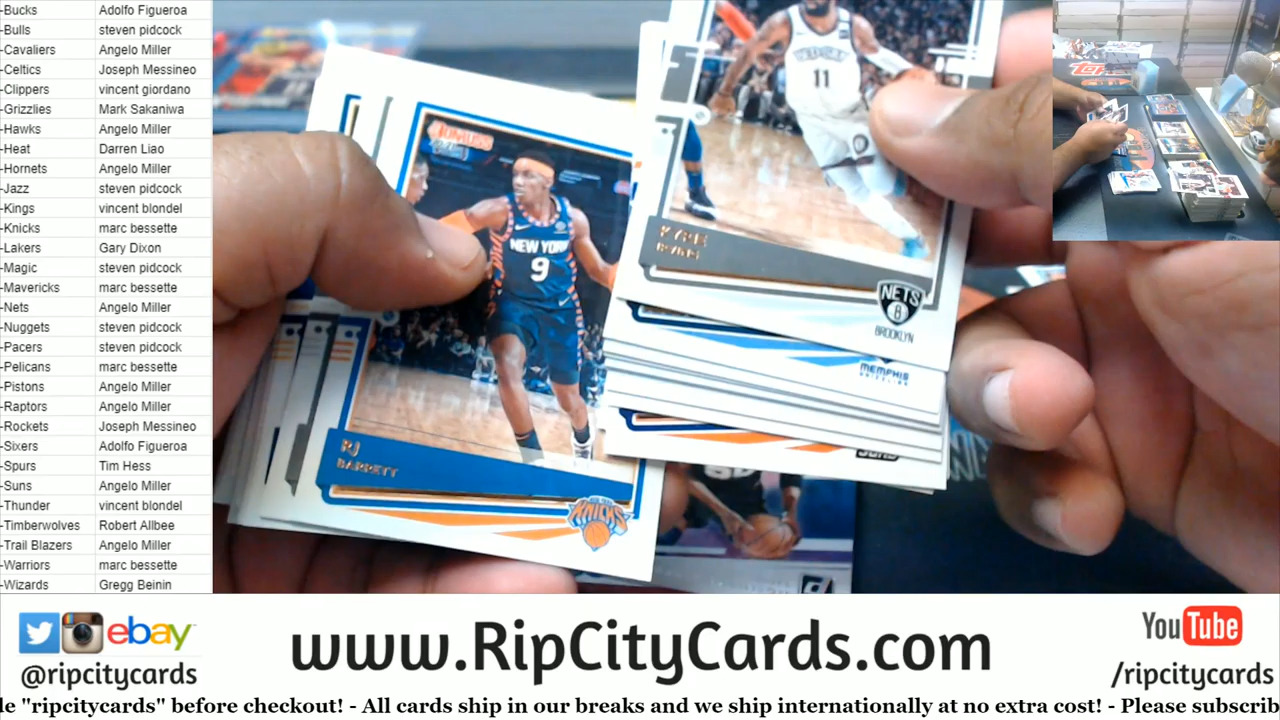 -Bucks Adolfo Figueroa
-Bulls steven pidcock
-Cavaliers Angelo Miller
-Celtics Joseph Messineo
-Clippers vincent giordano
-Grizzlies Mark Sakaniwa
-Hawks Angelo Miller
-Heat Darren Liao
-Hornets Angelo Miller
-Jazz steven pidcock
-Kings vincent blondel
-Knicks marc bessette
-Lakers Gary Dixon
-Magic steven pidcock
-Mavericks marc bessette
-Nets Angelo Miller
-Nuggets steven pidcock
-Pacers steven pidcock
-Pelicans marc bessette
-Pistons Angelo Miller
-Raptors Angelo Miller
-Rockets Joseph Messineo
-Sixers Adolfo Figueroa
-Spurs Tim Hess
-Suns Angelo Miller
-Thunder vincent blondel
-Timberwolves Robert Allbee
-Trail Blazers Angelo Miller
-Warriors marc bessette
-Wizards Gregg Beinin
NEW YORK
9
RJ
BARRETT
KNICKS
11
KYRIE
NETS
B
BROOKLYN
MEMPHIS
SUNS
ebay
@ripcitycards
www.RipCityCards.com
YouTube
/ripcitycards
le "ripcitycards" before checkout! - All cards ship in our breaks and we ship internationally at no extra cost! - Please subscrib